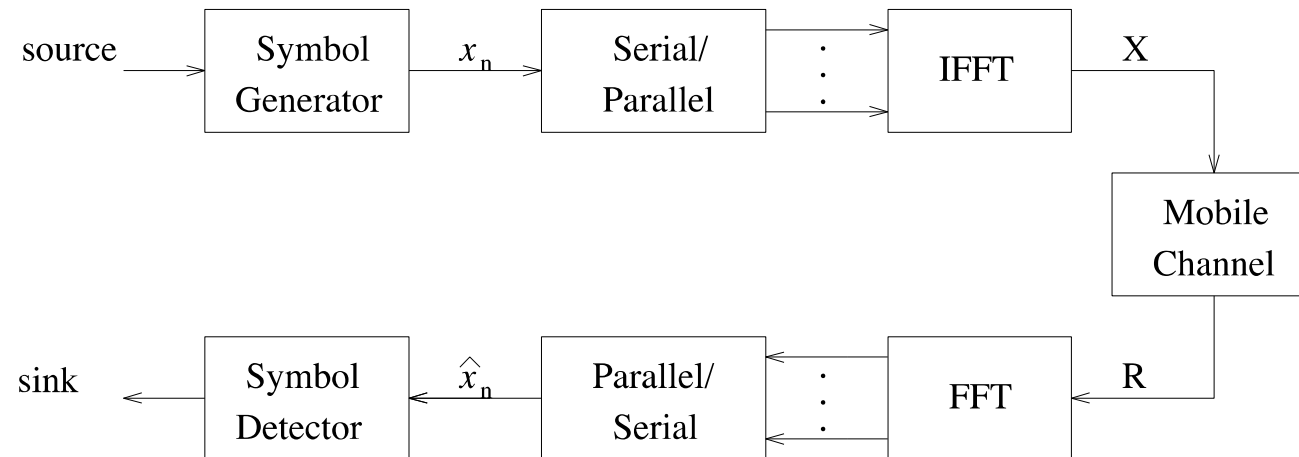 source
Symbol
Generator
x_n
Serial/
Parallel
IFFT
X
Mobile
Channel
sink
Symbol
Detector
x̂_n
Parallel/
Serial
FFT
R